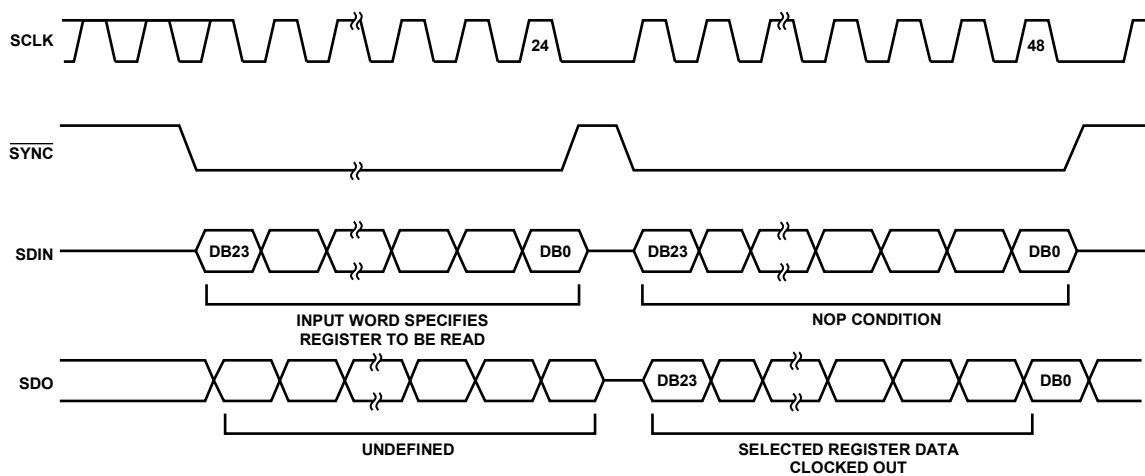 SCLK
24
48
SYNC
SDIN
DB23
DB0
DB23
DB0
INPUT WORD SPECIFIES
REGISTER TO BE READ
NOP CONDITION
SDO
DB23
DB0
UNDEFINED
SELECTED REGISTER DATA
CLOCKED OUT